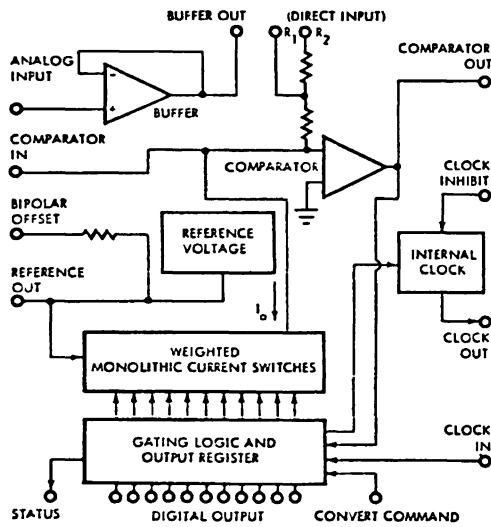 BUFFER OUT
(DIRECT INPUT)
R1 R2
ANALOG
INPUT
-
+
BUFFER
COMPARATOR
OUT
COMPARATOR
IN
COMPARATOR
CLOCK
INHIBIT
BIPOLAR
OFFSET
REFERENCE
VOLTAGE
INTERNAL
CLOCK
REFERENCE
OUT
Io
CLOCK
OUT
WEIGHTED
MONOLITHIC CURRENT SWITCHES
GATING LOGIC AND
OUTPUT REGISTER
CLOCK
IN
STATUS
DIGITAL OUTPUT
CONVERT COMMAND